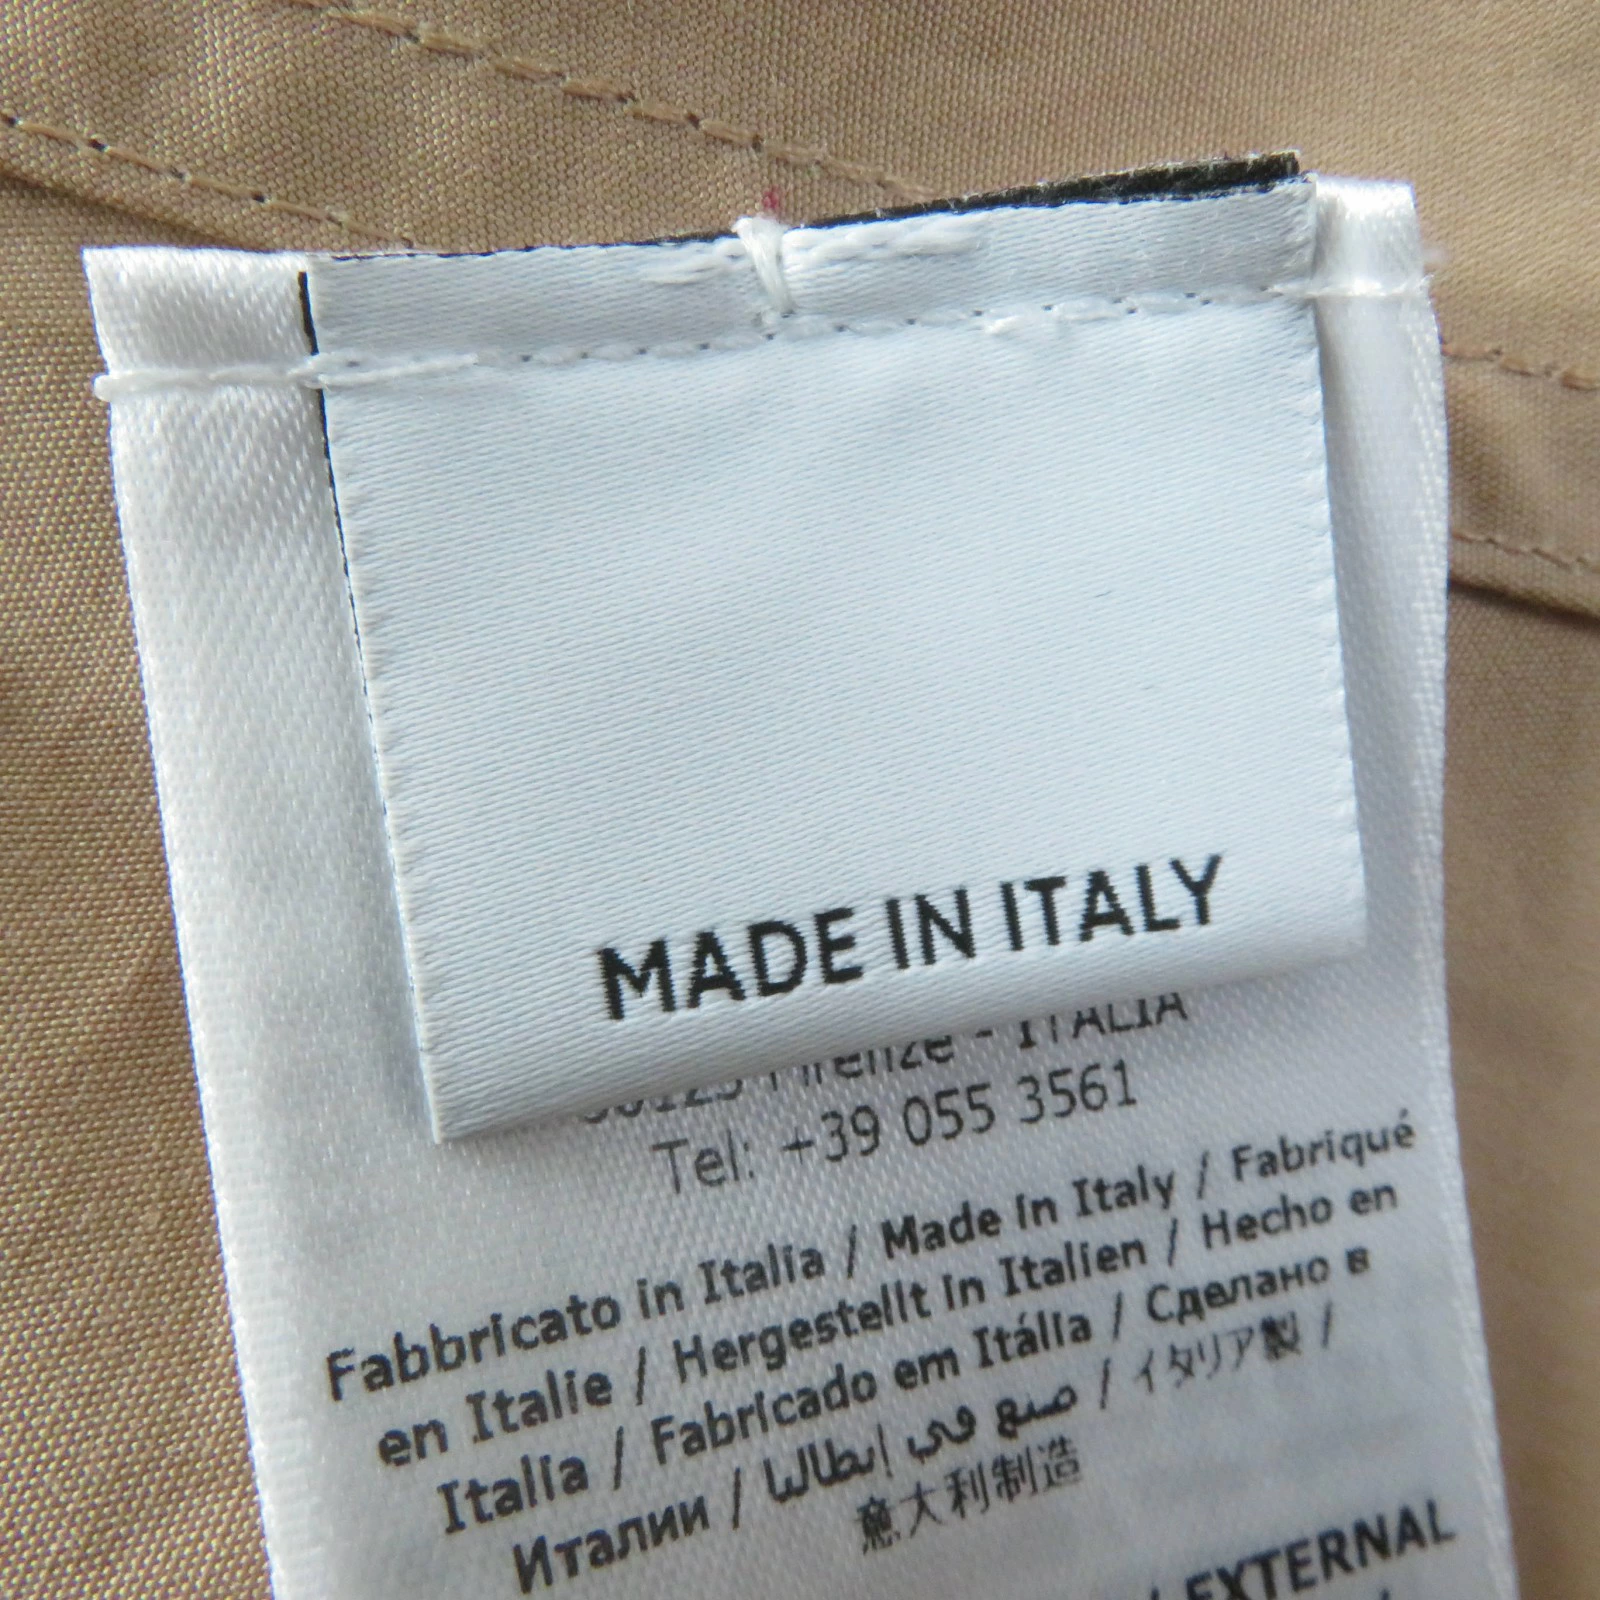 MADE IN ITALY
Firenze - ITALIA
Tel: +39 055 3561
Fabbricato in Italia / Made in Italy / Fabriqué
en Italie / Hergestellt in Italien / Hecho en
Italia / Fabricado em Itália / Сделано в
Италии / صنع في إيطاليا / イタリア製 /
意大利制造
/ EXTERNAL